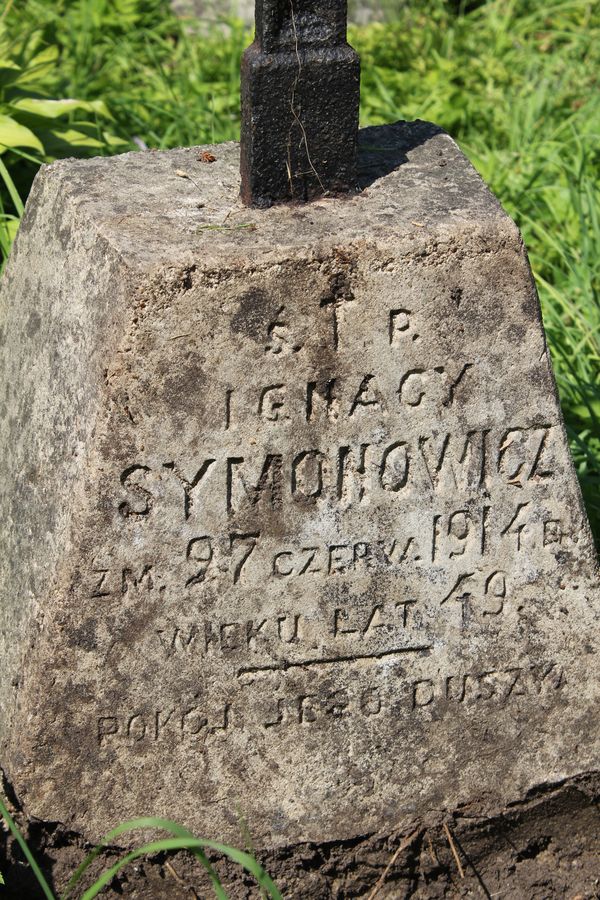 Ś. † P.
IGNACY
SYMONOWICZ
ZM. 27 CZERW. 1914 R.
WIEKU LAT 49.
POKÓJ JEGO DUSZY